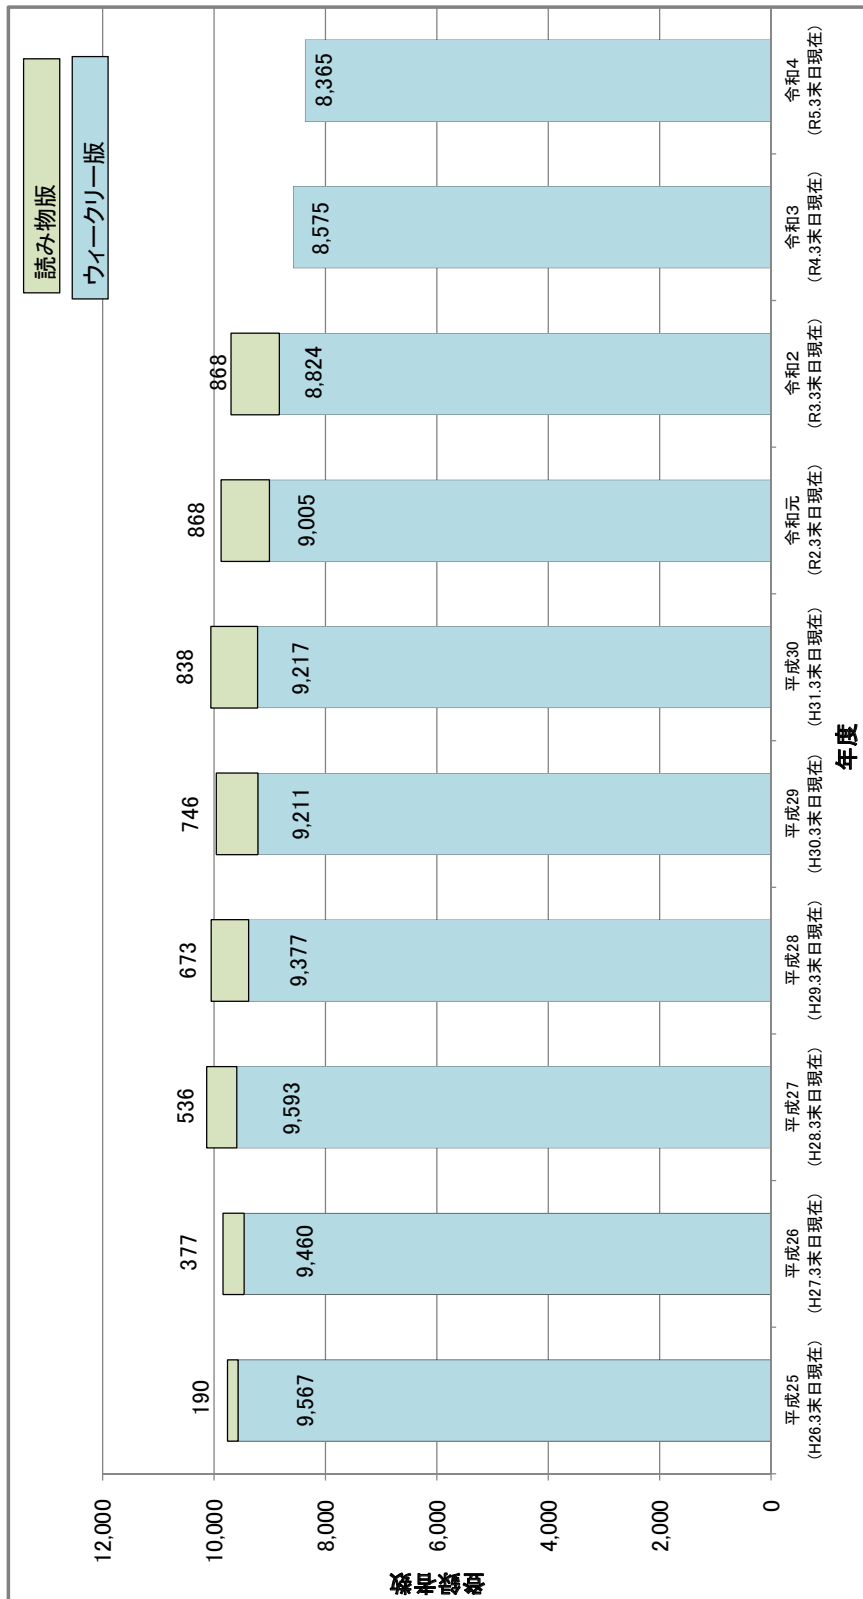 読み物版
ウィークリー版
登録者数
12,000
10,000
8,000
6,000
4,000
2,000
0
190
377
536
673
746
838
868
868
9,567
9,460
9,593
9,377
9,211
9,217
9,005
8,824
8,575
8,365
平成25
(H26.3末日現在)
平成26
(H27.3末日現在)
平成27
(H28.3末日現在)
平成28
(H29.3末日現在)
平成29
(H30.3末日現在)
平成30
(H31.3末日現在)
令和元
(R2.3末日現在)
令和2
(R3.3末日現在)
令和3
(R4.3末日現在)
令和4
(R5.3末日現在)
年度